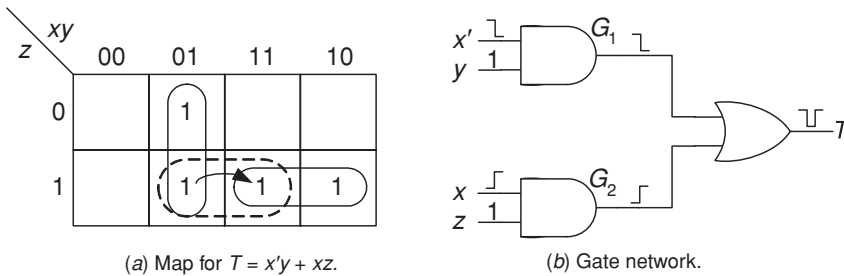 xy
z
00 01 11 10
0 1
1 1 1 1
(a) Map for T = x′y + xz.
x′
y 1
G1
x
z 1
G2
T
(b) Gate network.